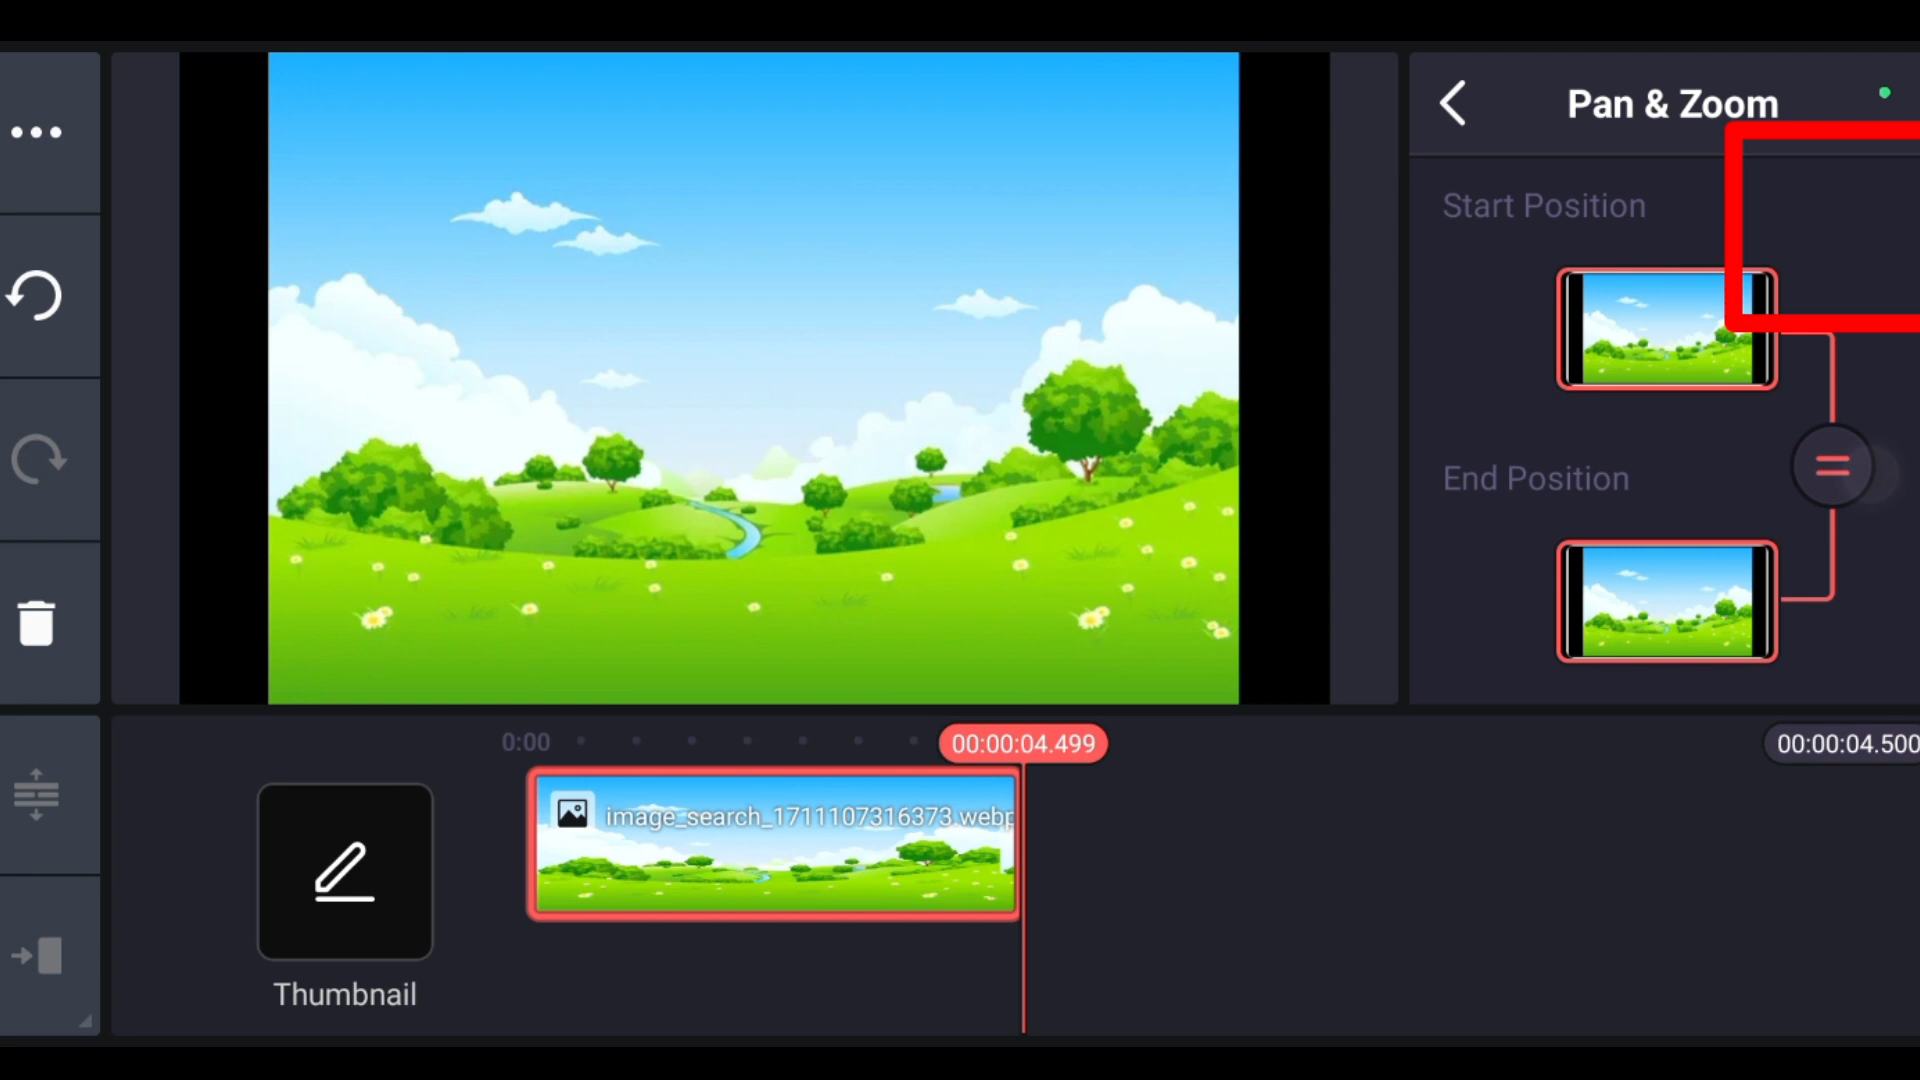 Pan & Zoom
Start Position
End Position
0:00
00:00:04.499
00:00:04.500
image_search_1711107316373.webp
Thumbnail